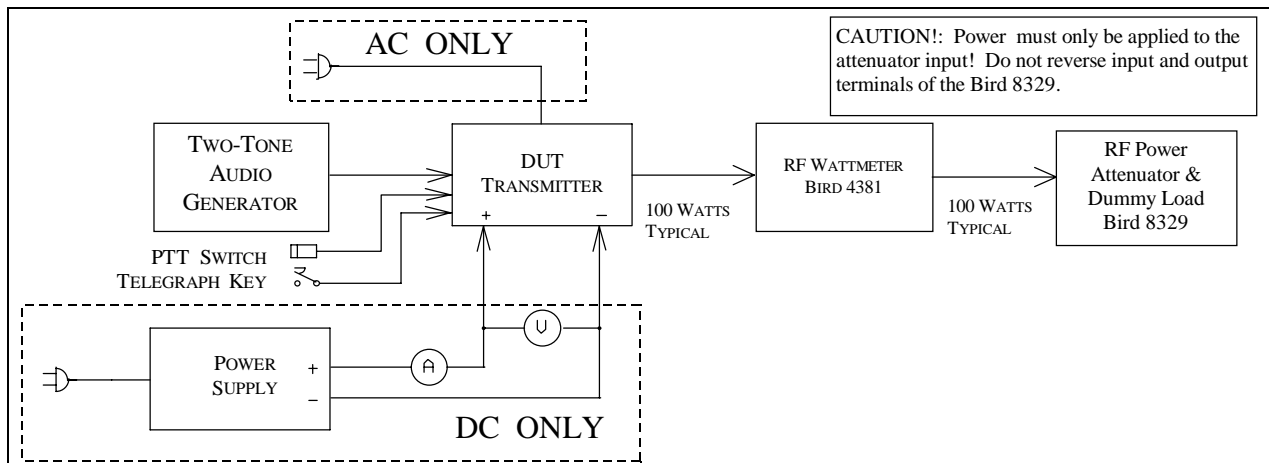 AC ONLY
CAUTION!: Power must only be applied to the
attenuator input! Do not reverse input and output
terminals of the Bird 8329.
TWO-TONE
AUDIO
GENERATOR
DUT
TRANSMITTER
+ −
RF WATTMETER
BIRD 4381
RF Power
Attenuator &
Dummy Load
Bird 8329
100 WATTS
TYPICAL
100 WATTS
TYPICAL
PTT SWITCH
TELEGRAPH KEY
V
A
POWER
SUPPLY
+
−
DC ONLY